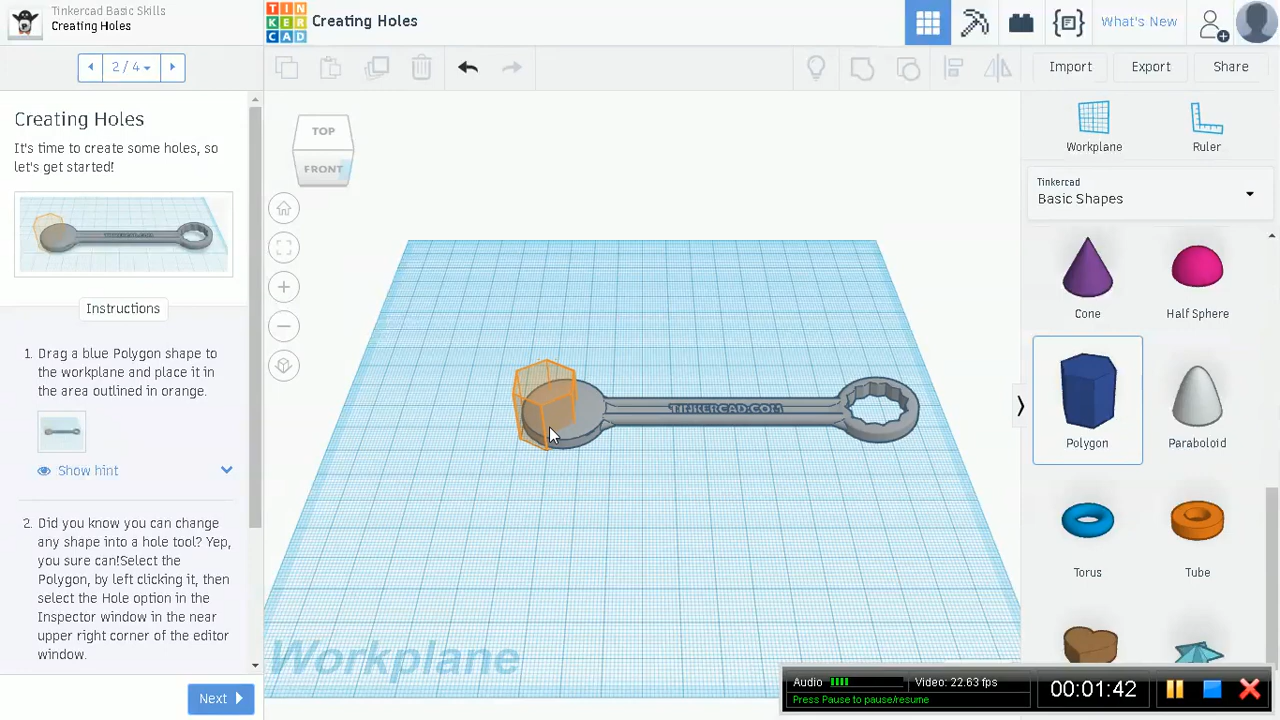 Tinkercad Basic Skills
Creating Holes
TIN
KER
CAD
Creating Holes
What's New
2/4
Import
Export
Share
Creating Holes
It's time to create some holes, so
let's get started!
Instructions
1. Drag a blue Polygon shape to
the workplane and place it in
the area outlined in orange.
Show hint
2. Did you know you can change
any shape into a hole tool? Yep,
you sure can!
Select the
Polygon, by left clicking it, then
select the Hole option in the
Inspector window in the near
upper right corner of the editor
window.
TOP
FRONT
TINKERCAD.COM
Workplane
Workplane
Ruler
Tinkercad
Basic Shapes
Cone
Half Sphere
Polygon
Paraboloid
Torus
Tube
Audio
Video: 22.63 fps
Press Pause to pause/resume
00:01:42